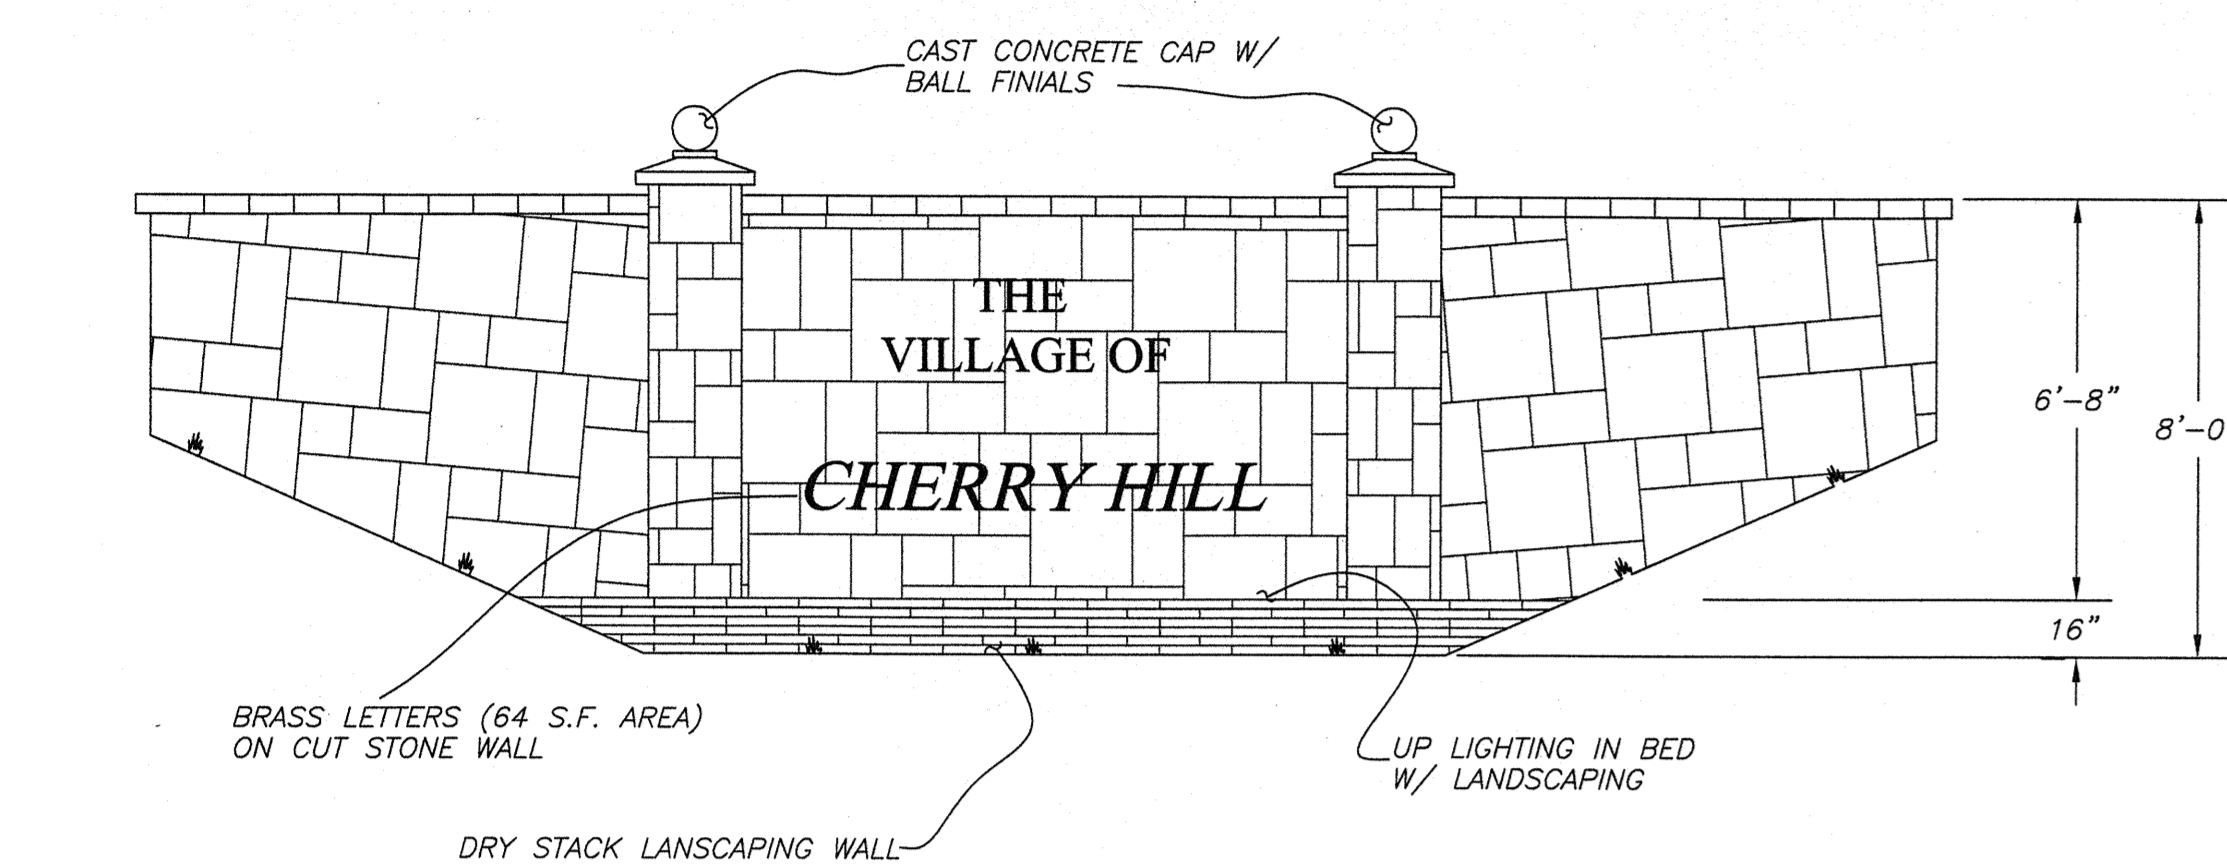 CAST CONCRETE CAP W/
BALL FINIALS
THE
VILLAGE OF
CHERRY HILL
6'-8"
8'-0
16"
BRASS LETTERS (64 S.F. AREA)
ON CUT STONE WALL
UP LIGHTING IN BED
W/ LANDSCAPING
DRY STACK LANSCAPING WALL